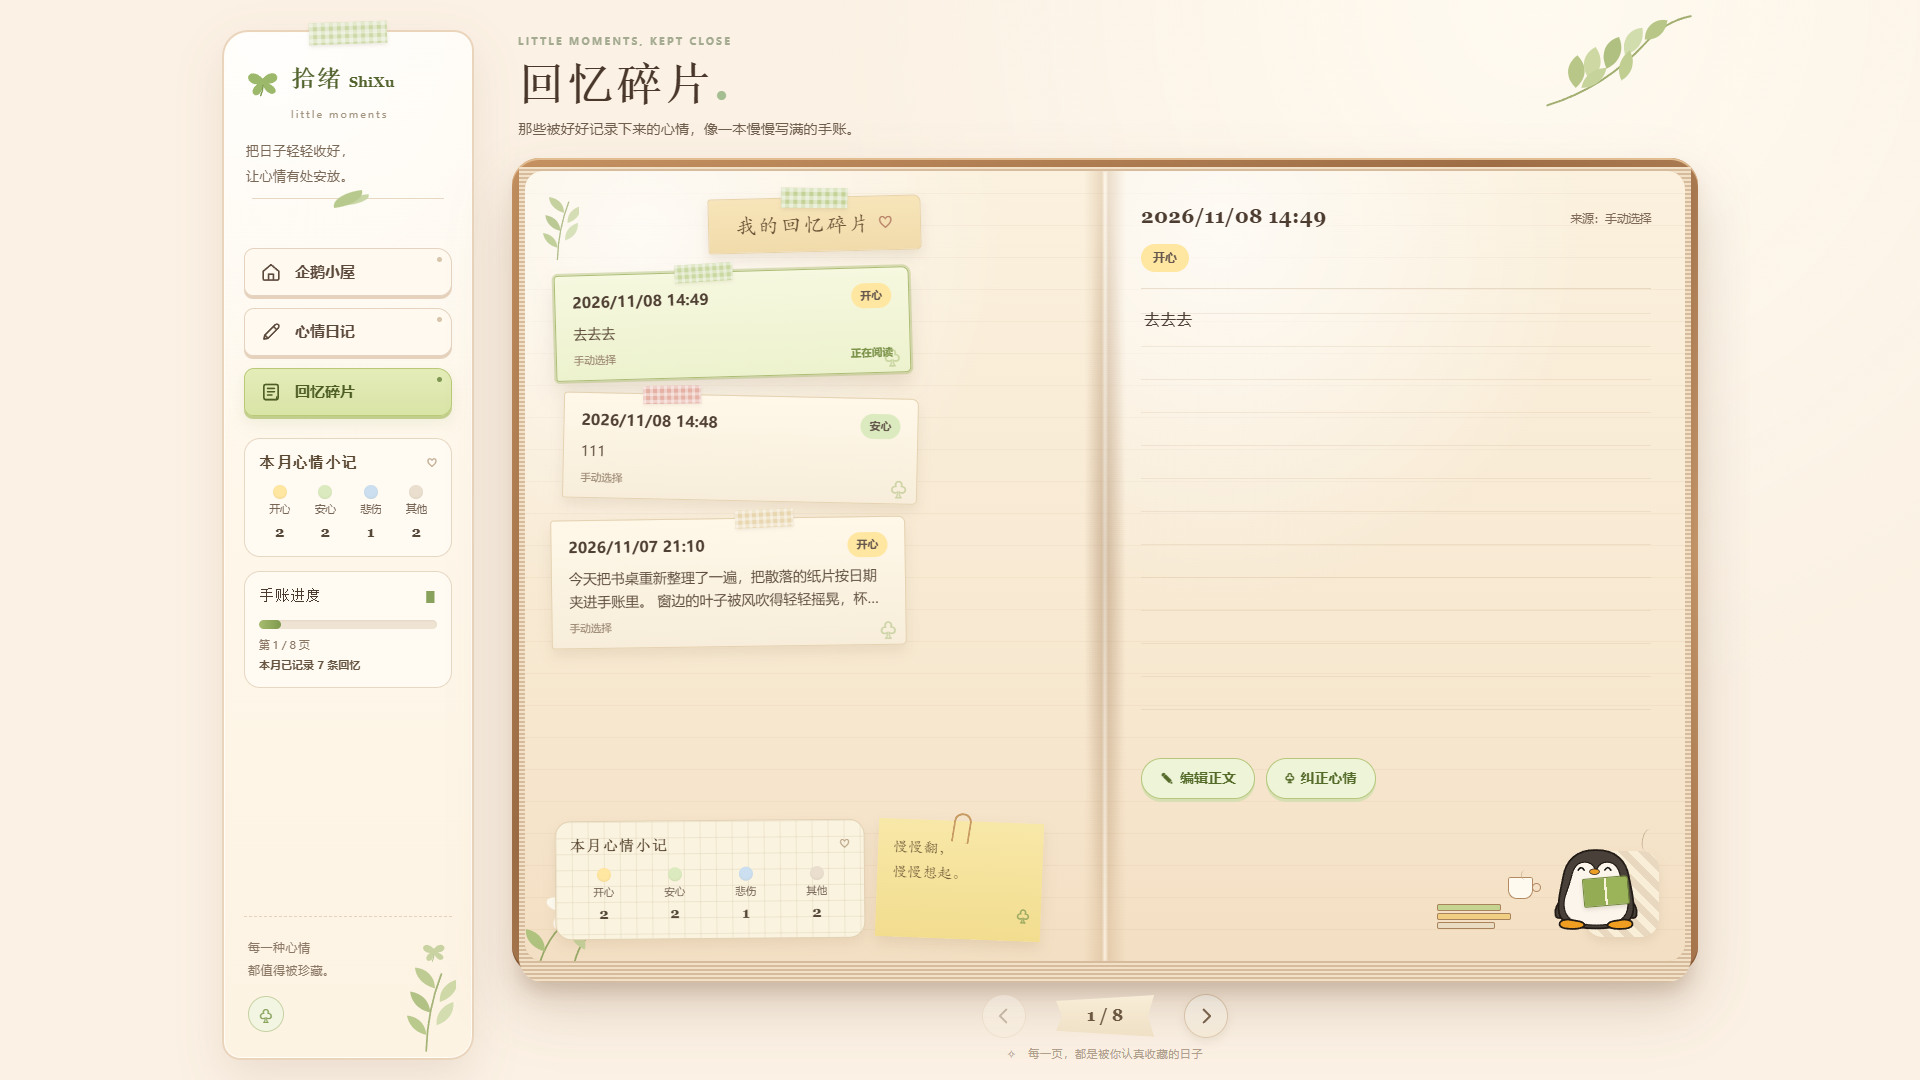 拾绪 ShiXu
little moments
把日子轻轻收好，
让心情有处安放。
企鹅小屋
心情日记
回忆碎片
本月心情小记
开心 安心 悲伤 其他
2 2 1 2
手账进度
第 1 / 8 页
本月已记录 7 条回忆
每一种心情
都值得被珍藏。
LITTLE MOMENTS, KEPT CLOSE
回忆碎片.
那些被好好记录下来的心情，像一本慢慢写满的手账。
我的回忆碎片
2026/11/08 14:49 开心
去去去
手动选择 正在阅读
2026/11/08 14:48 安心
111
手动选择
2026/11/07 21:10 开心
今天把书桌重新整理了一遍，把散落的纸片按日期
夹进手账里。 窗边的叶子被风吹得轻轻摇晃，杯...
手动选择
本月心情小记
开心 安心 悲伤 其他
2 2 1 2
慢慢翻，
慢慢想起。
2026/11/08 14:49
来源：手动选择
开心
去去去
编辑正文 纠正心情
1 / 8
每一页，都是被你认真收藏的日子